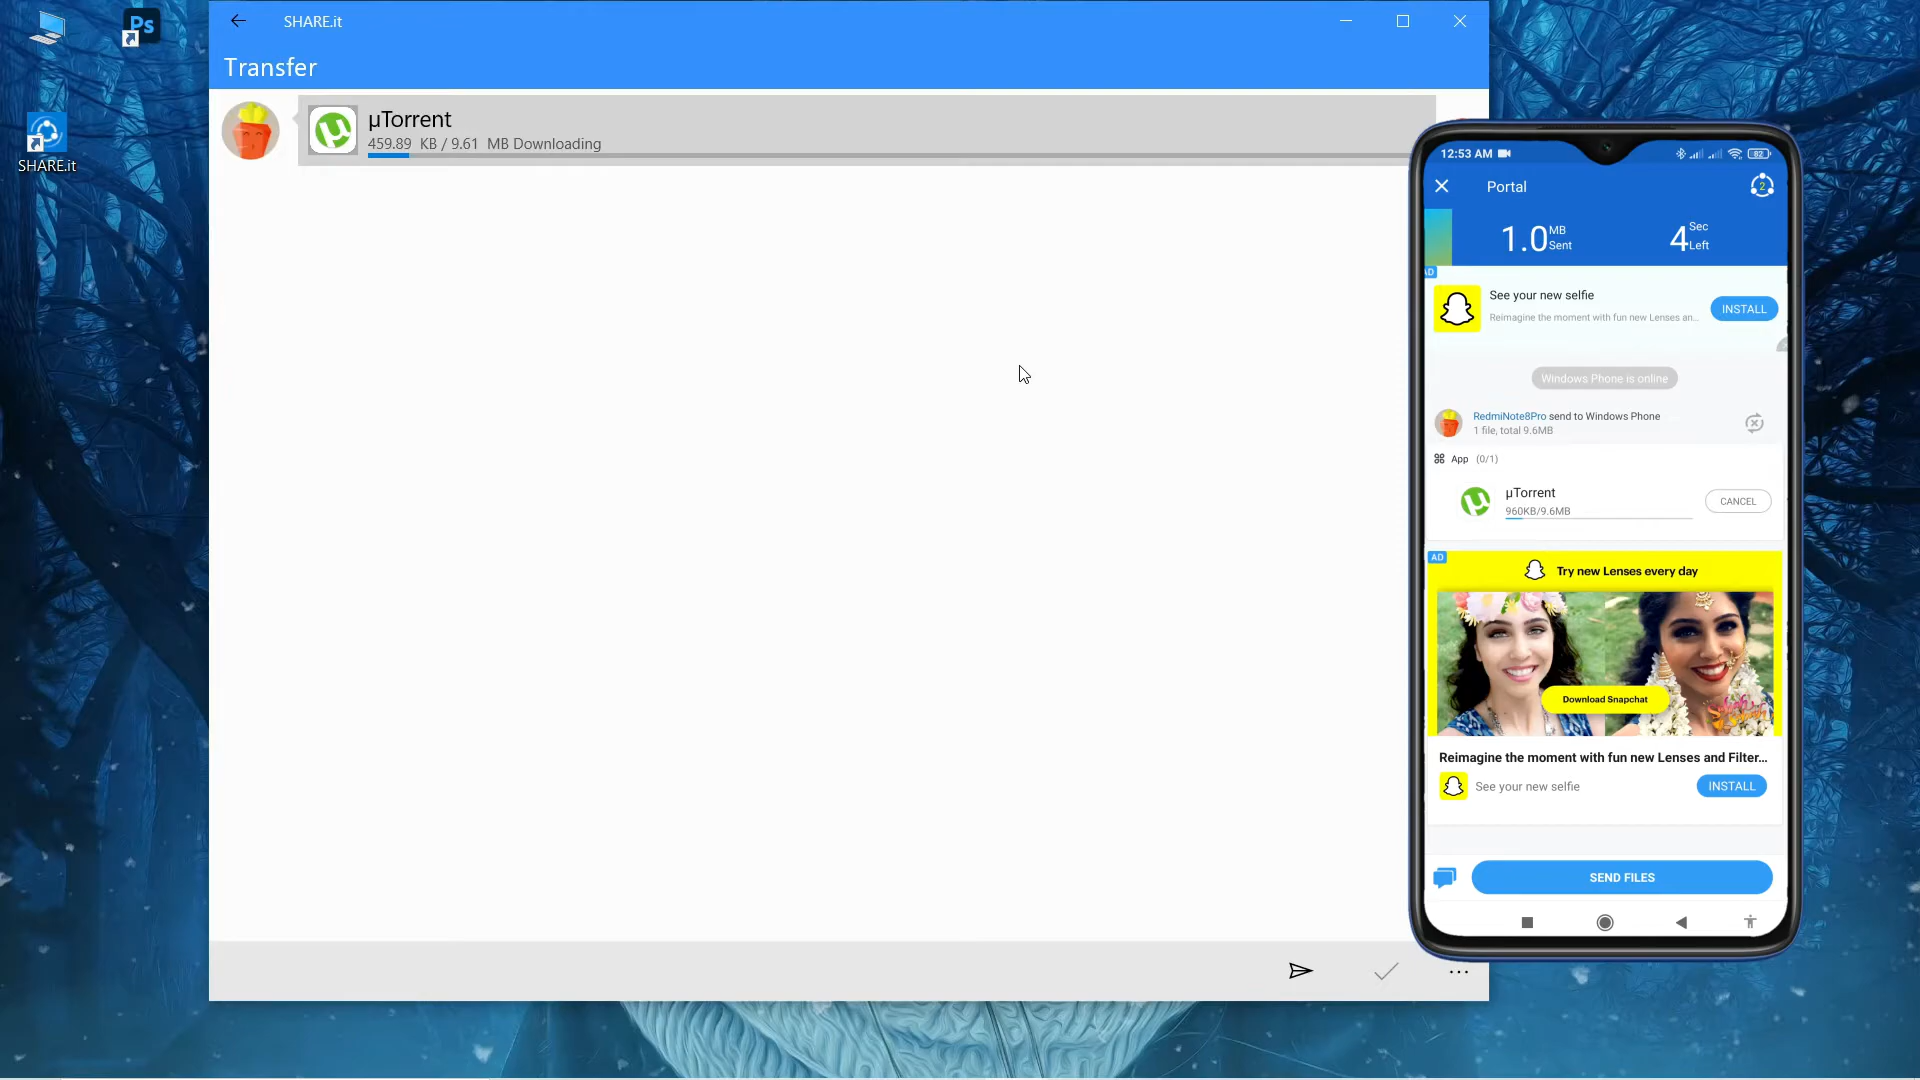 Ps
SHARE.it
SHARE.it
Transfer
µTorrent
459.89 KB / 9.61 MB Downloading
12:53 AM
82
Portal
2
1.0 MB Sent
4 Sec Left
AD
See your new selfie
Reimagine the moment with fun new Lenses an...
INSTALL
Windows Phone is online
RedmiNote8Pro send to Windows Phone
1 file, total 9.6MB
App (0/1)
µTorrent
960KB/9.6MB
CANCEL
AD
Try new Lenses every day
Download Snapchat
Reimagine the moment with fun new Lenses and Filter...
See your new selfie
INSTALL
SEND FILES